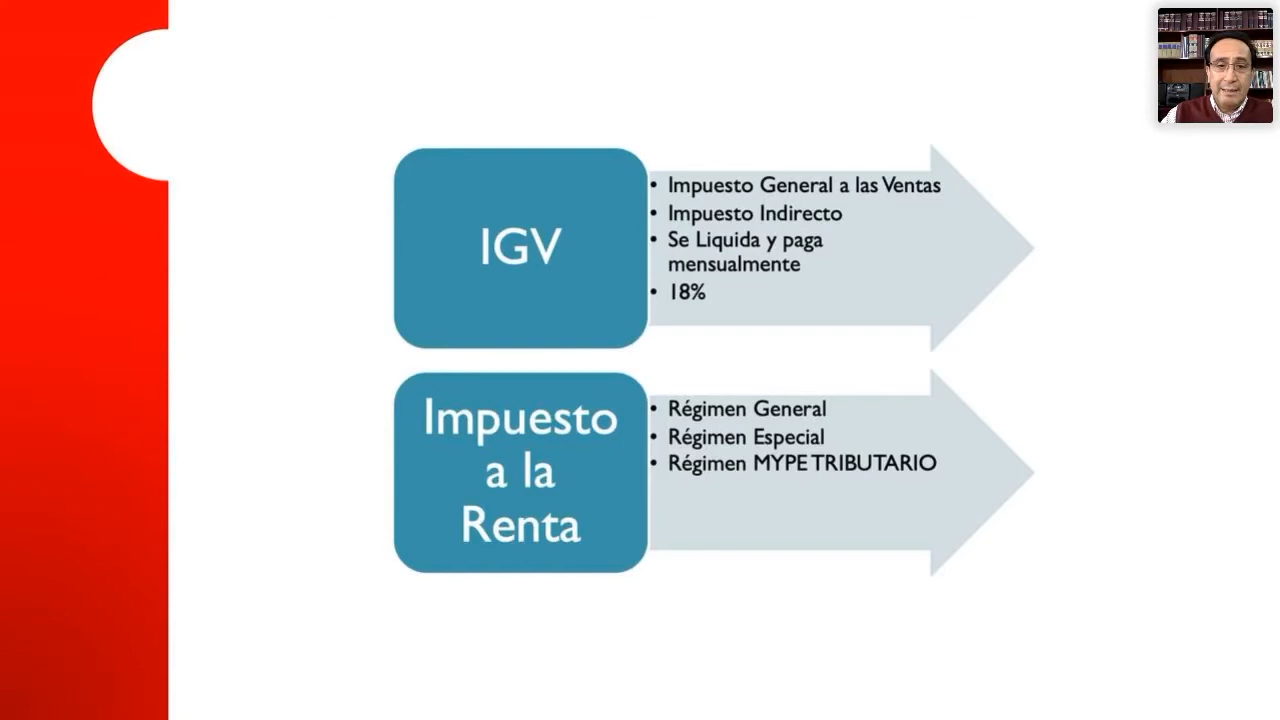 IGV
• Impuesto General a las Ventas
• Impuesto Indirecto
• Se Liquida y paga
mensualmente
• 18%
Impuesto
a la
Renta
• Régimen General
• Régimen Especial
• Régimen MYPE TRIBUTARIO